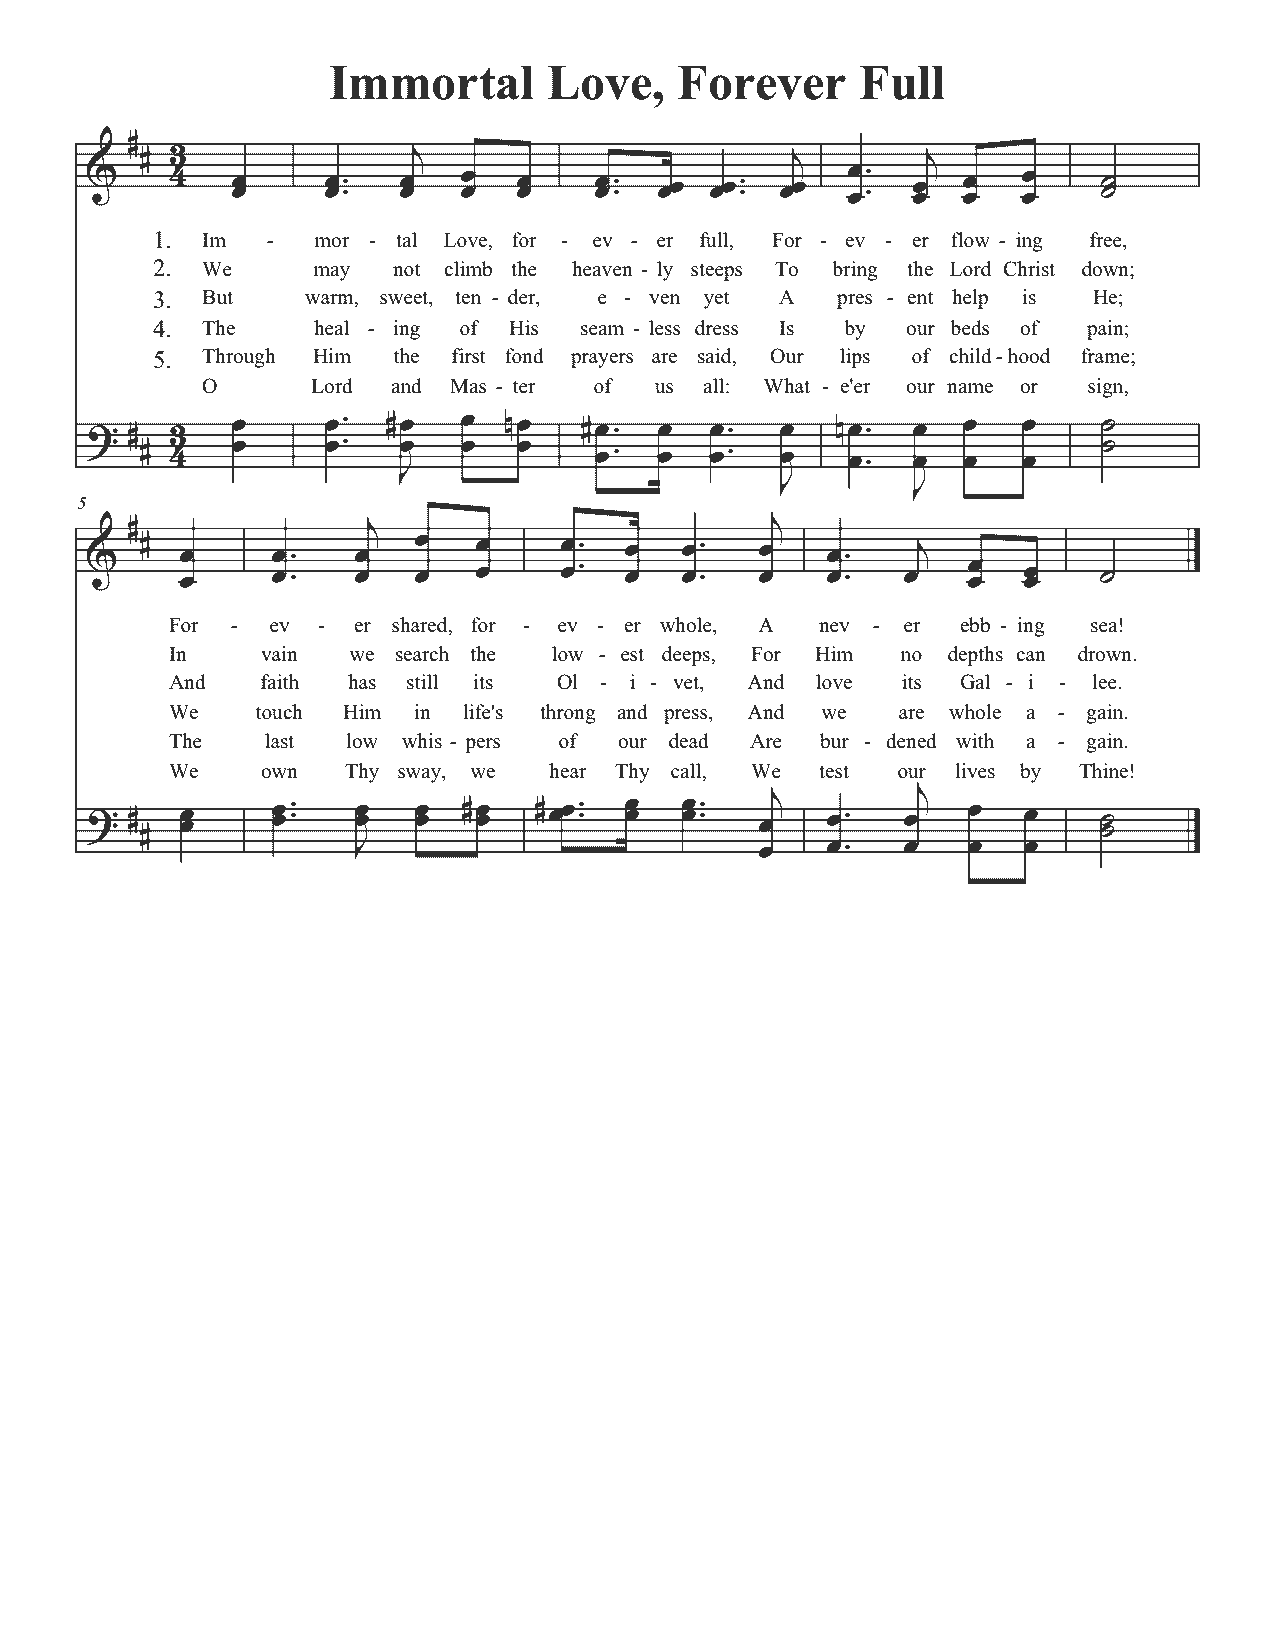 Immortal Love, Forever Full
3 4
1. Im - mor - tal Love, for - ev - er full, For - ev - er flow - ing free,
2. We may not climb the heaven - ly steeps To bring the Lord Christ down;
3. But warm, sweet, ten - der, e - ven yet A pres - ent help is He;
4. The heal - ing of His seam - less dress Is by our beds of pain;
5. Through Him the first fond prayers are said, Our lips of child - hood frame;
O Lord and Mas - ter of us all: What - e'er our name or sign,
3 4
5
For - ev - er shared, for - ev - er whole, A nev - er ebb - ing sea!
In vain we search the low - est deeps, For Him no depths can drown.
And faith has still its Ol - i - vet, And love its Gal - i - lee.
We touch Him in life's throng and press, And we are whole a - gain.
The last low whis - pers of our dead Are bur - dened with a - gain.
We own Thy sway, we hear Thy call, We test our lives by Thine!